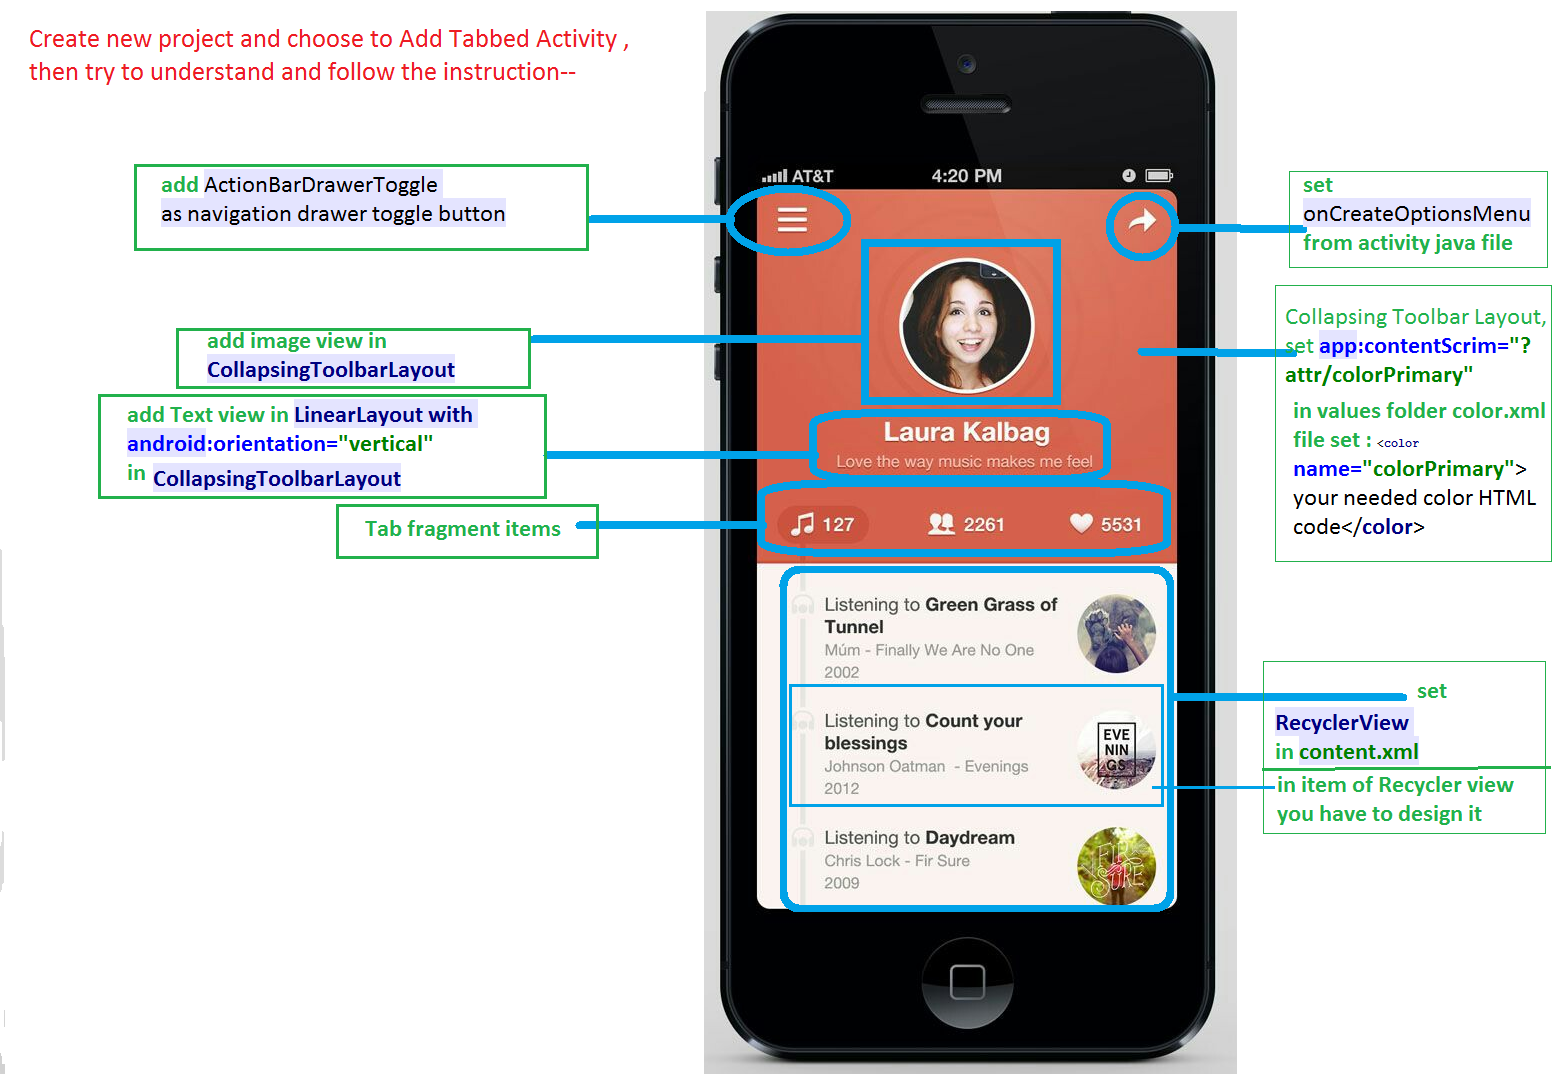 Create new project and choose to Add Tabbed Activity ,
then try to understand and follow the instruction--
add ActionBarDrawerToggle
as navigation drawer toggle button
add image view in
CollapsingToolbarLayout
add Text view in LinearLayout with
android:orientation="vertical"
in CollapsingToolbarLayout
Tab fragment items
AT&T 4:20 PM
Laura Kalbag
Love the way music makes me feel
127 2261 5531
Listening to Green Grass of
Tunnel
Múm - Finally We Are No One
2002
Listening to Count your
blessings
Johnson Oatman - Evenings
2012
EVE
NIN
GS
Listening to Daydream
Chris Lock - Fir Sure
2009
FIR
SURE
set
onCreateOptionsMenu
from activity java file
Collapsing Toolbar Layout,
set app:contentScrim="?
attr/colorPrimary"
in values folder color.xml
file set : <color
name="colorPrimary">
your needed color HTML
code</color>
set
RecyclerView
in content.xml
in item of Recycler view
you have to design it